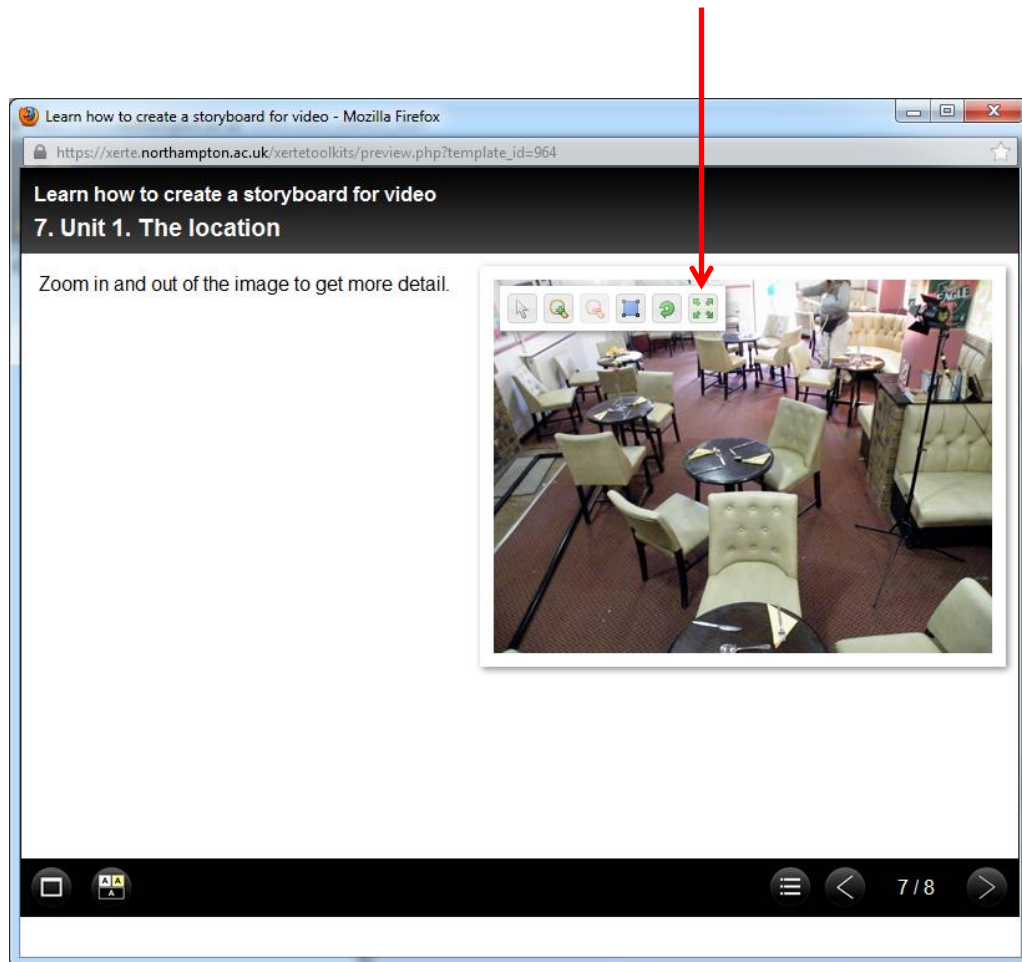 Learn how to create a storyboard for video - Mozilla Firefox
https://xerte.northampton.ac.uk/xertetoolkits/preview.php?template_id=964
Learn how to create a storyboard for video
7. Unit 1. The location
Zoom in and out of the image to get more detail.
EAGLE
A A
A
7 / 8